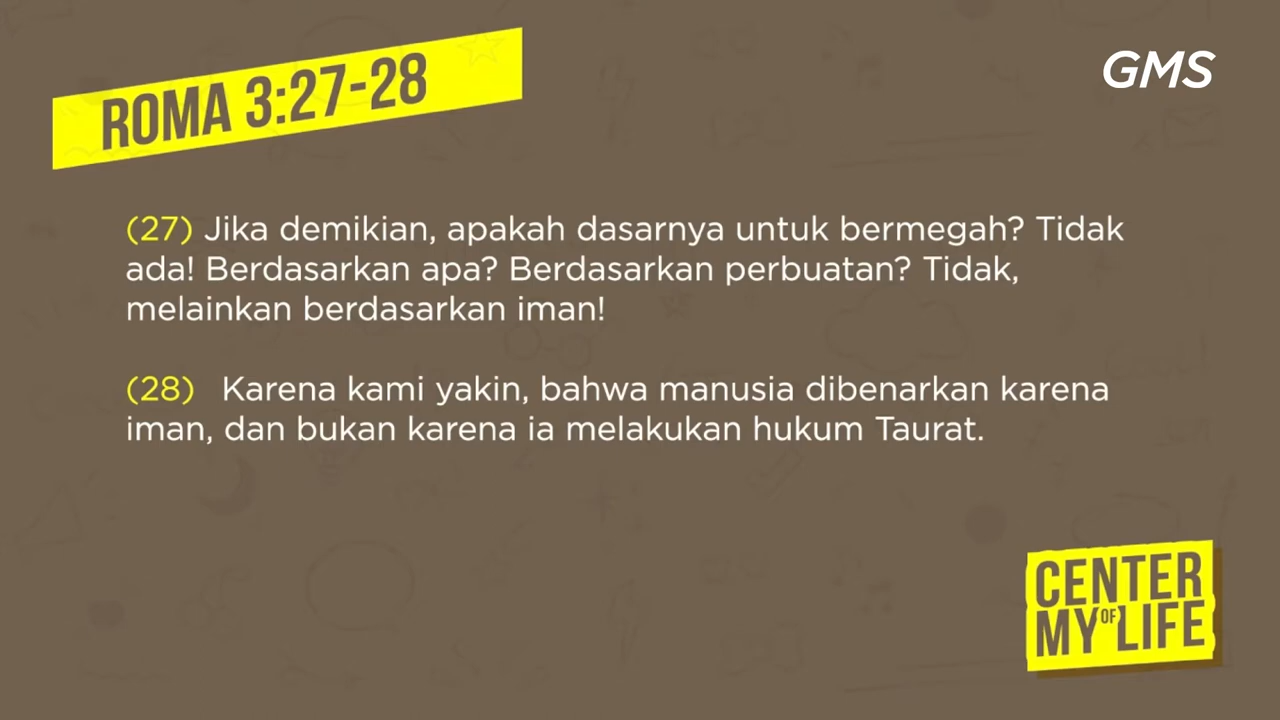 ROMA 3:27-28
GMS
(27) Jika demikian, apakah dasarnya untuk bermegah? Tidak
ada! Berdasarkan apa? Berdasarkan perbuatan? Tidak,
melainkan berdasarkan iman!
(28) Karena kami yakin, bahwa manusia dibenarkan karena
iman, dan bukan karena ia melakukan hukum Taurat.
CENTER
MY OF LIFE